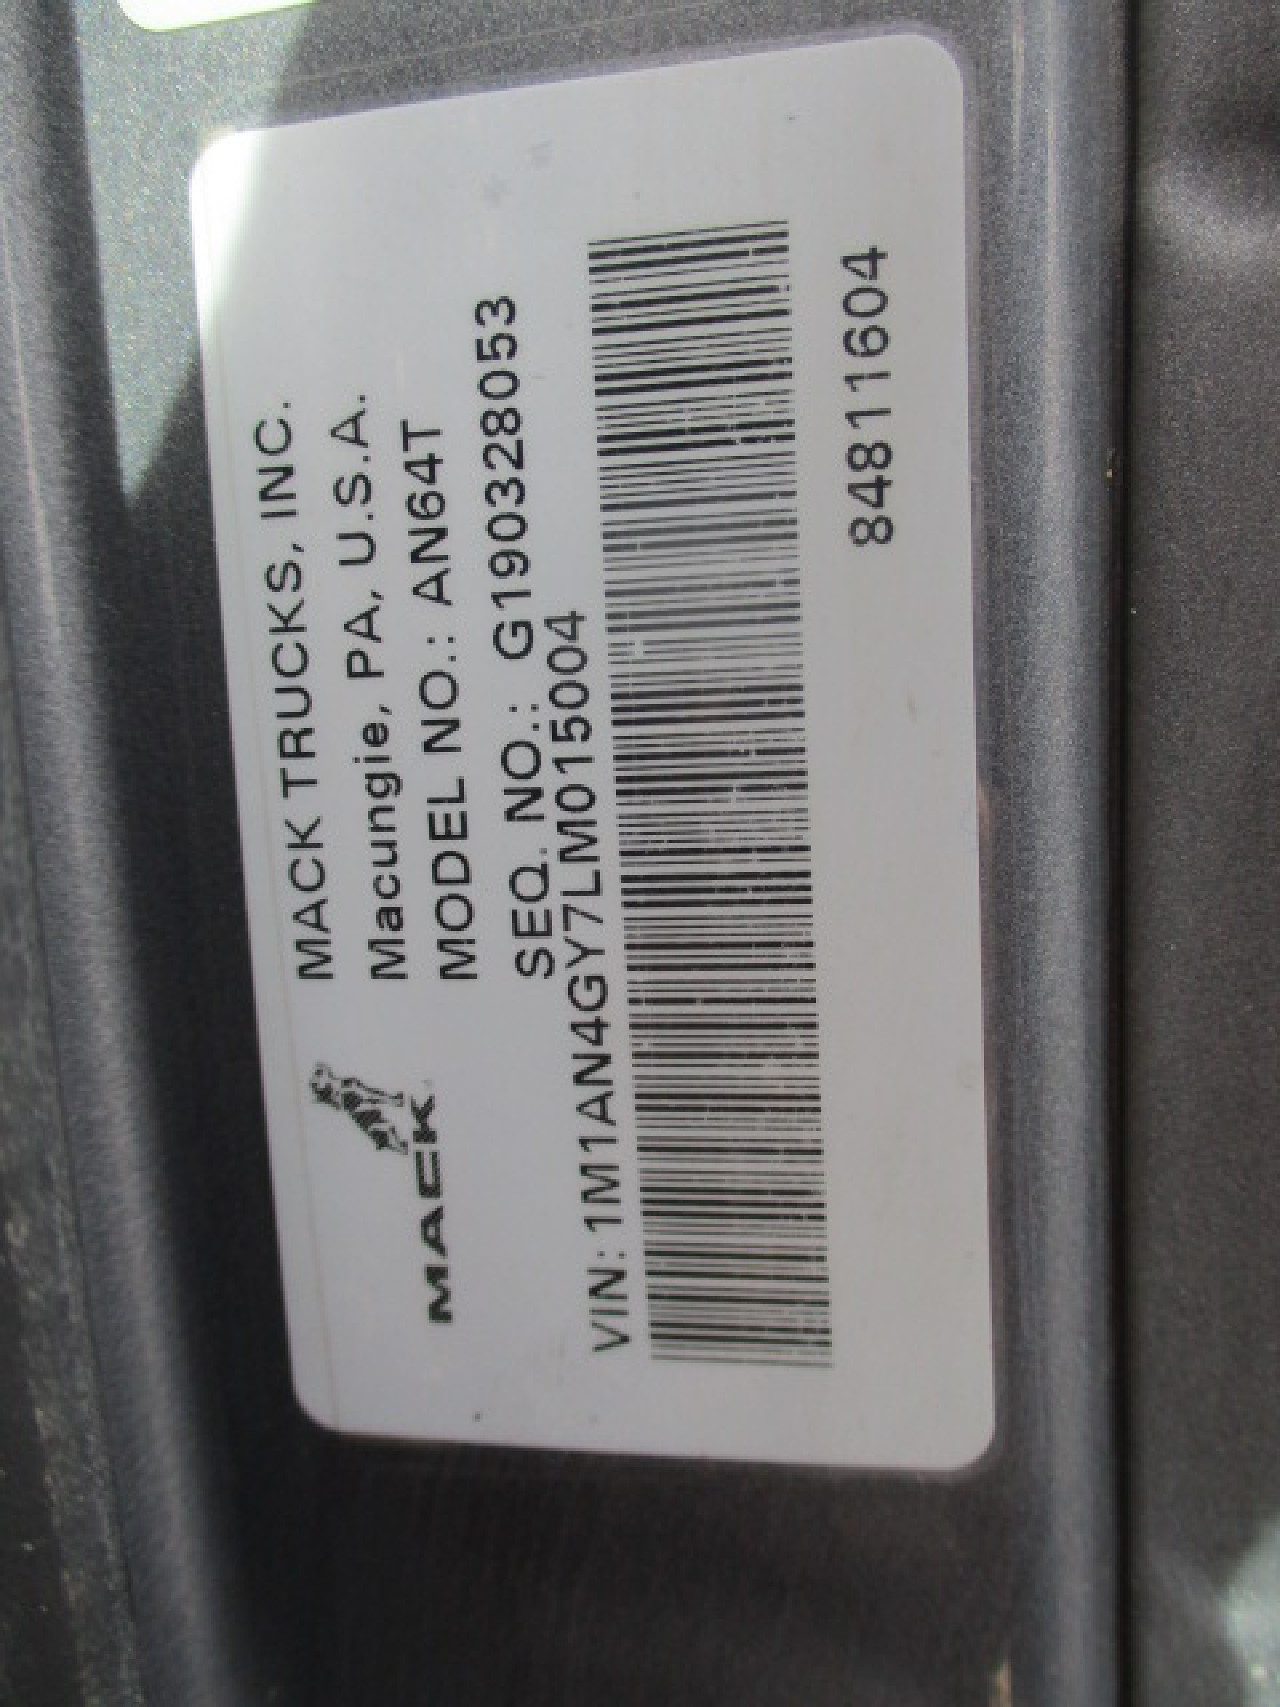 MACK TRUCKS, INC.
Macungie, PA, U.S.A.
MODEL NO.: AN64T
SEQ. NO.: G190328053
MACK
VIN: 1M1AN4GY7LM015004
84811604